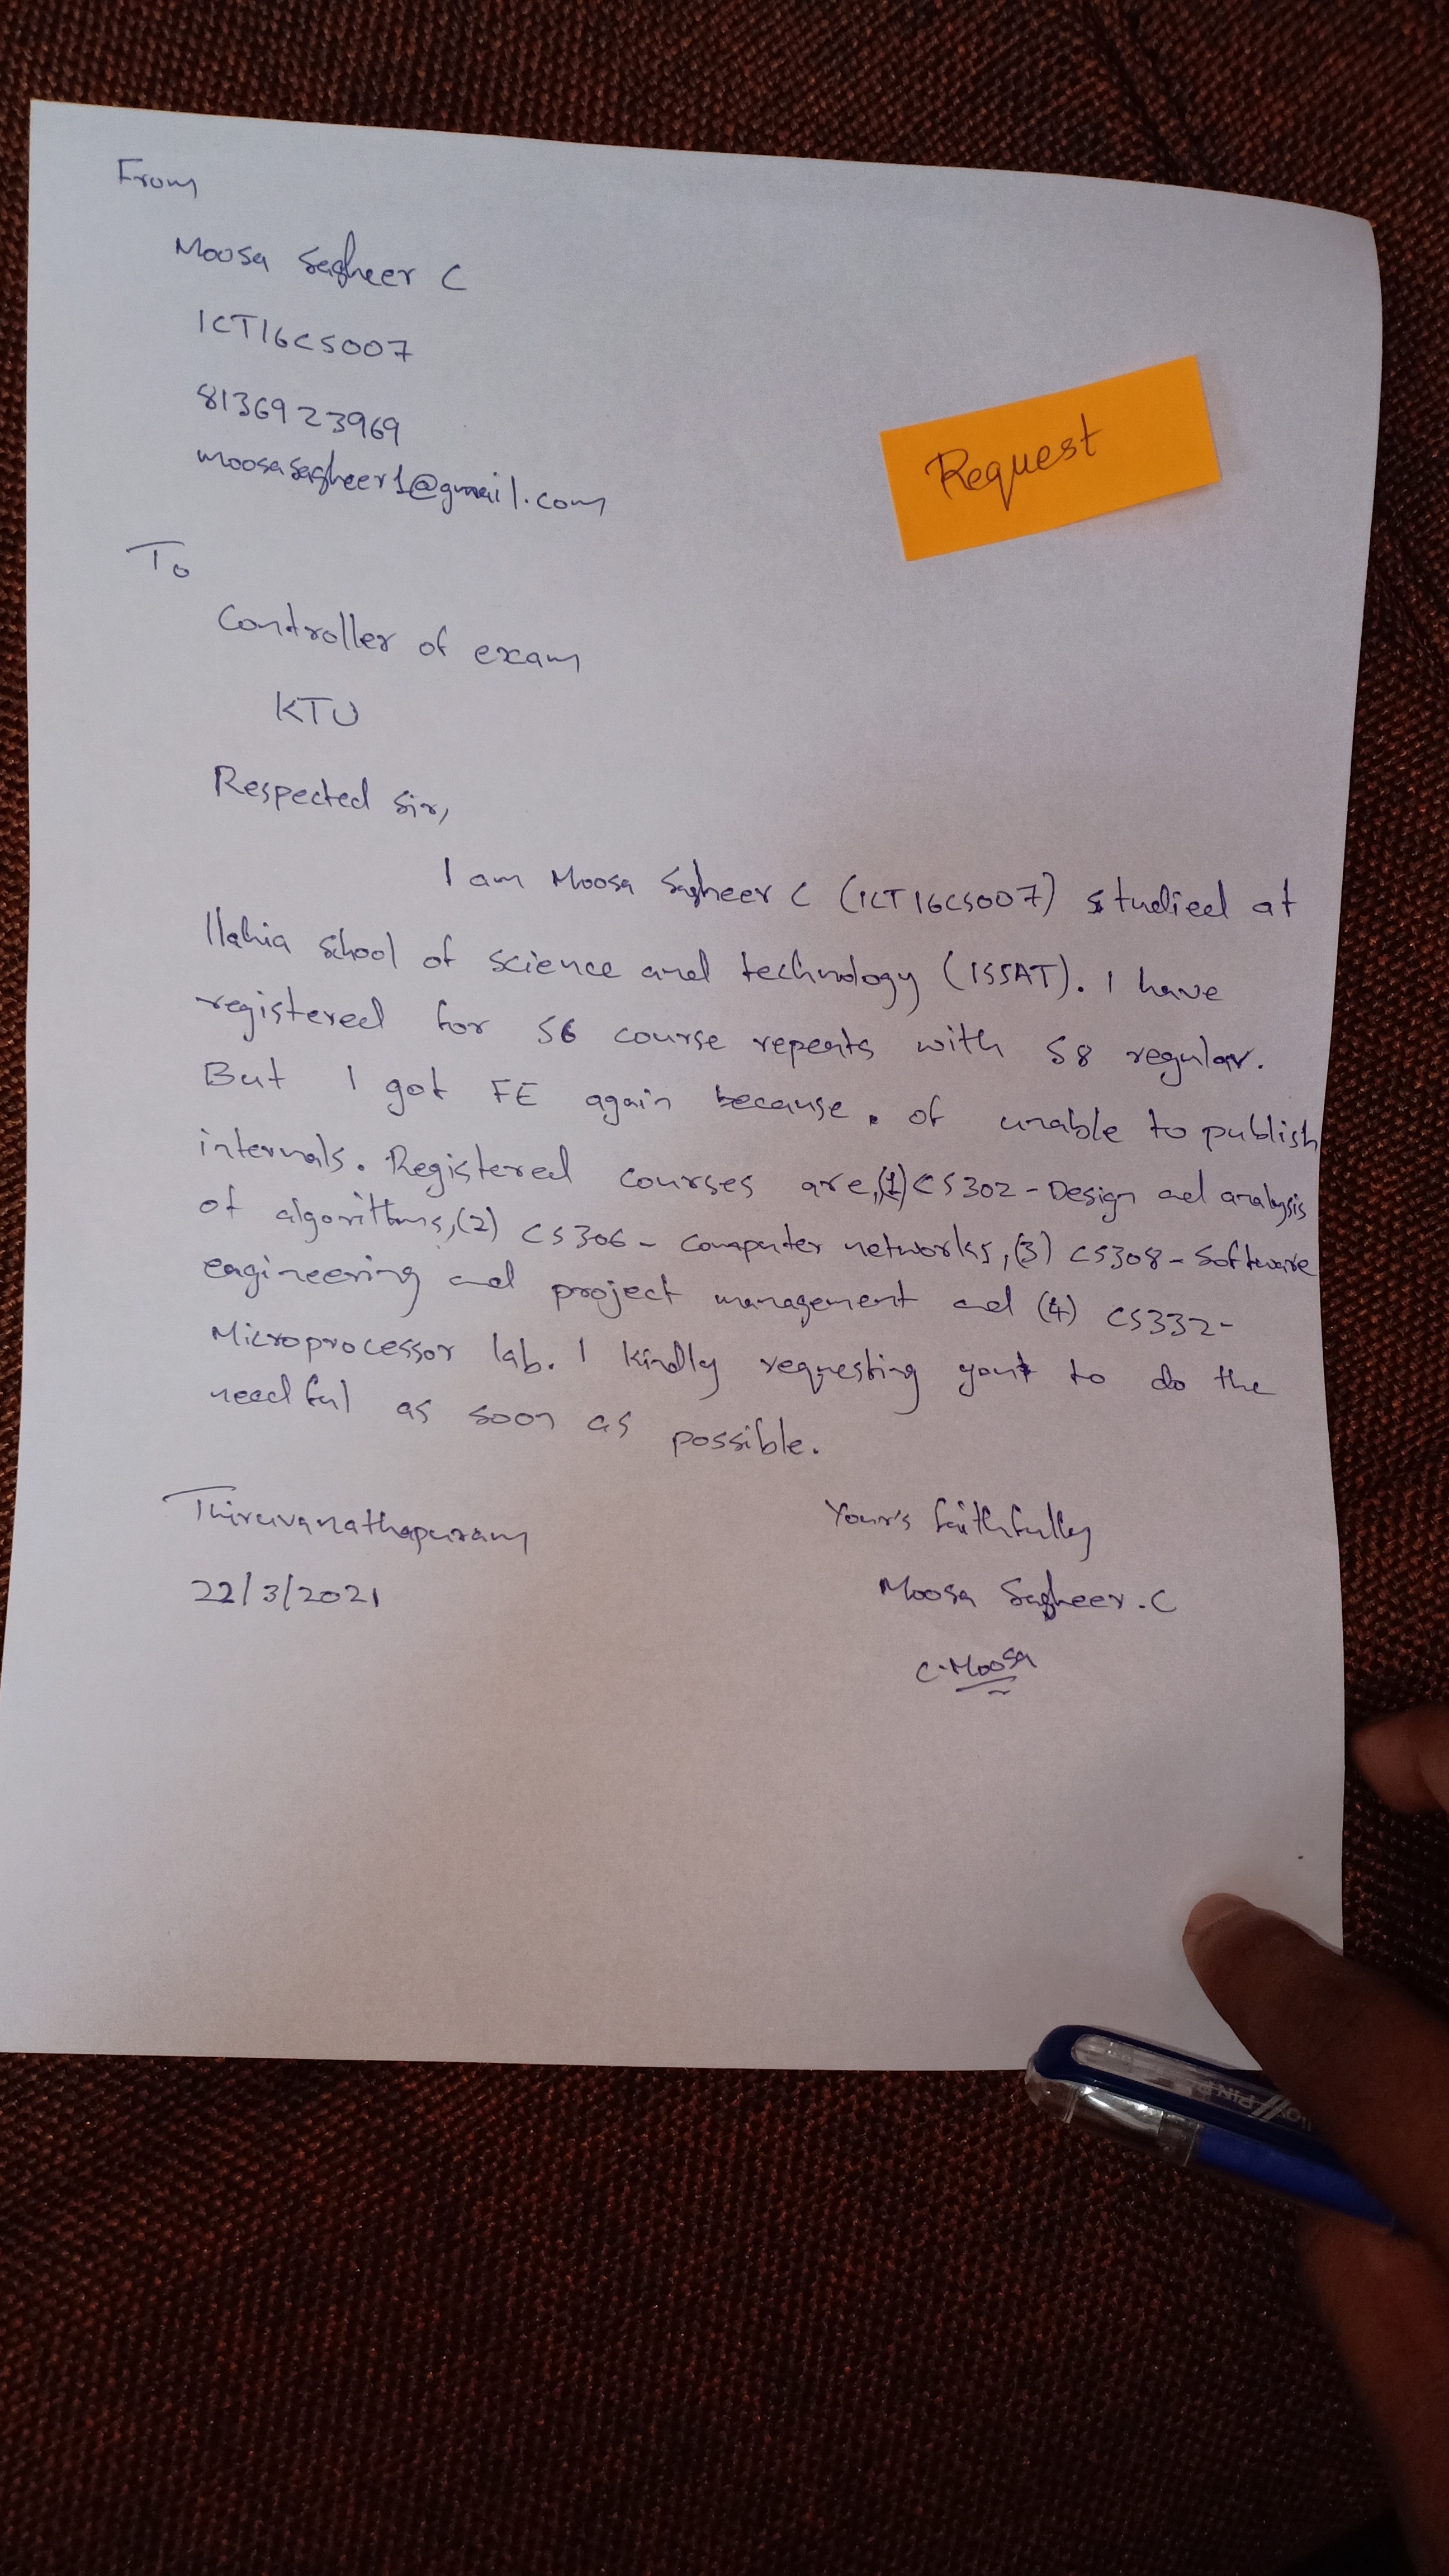 From
Moosa Sagheer C
ICT16CS007
8136923969
moosasagheer1@gmail.com
Request
To
Controller of exam
KTU
Respected Sir,
I am Moosa Sagheer C (ICT16CS007) studied at
Ilahia School of science and technology (ISSAT). I have
registered for S6 course repeats with S8 regular.
But I got FE again because of unable to publish
internals. Registered courses are,(1) CS302 - Design and analysis
of algorithms,(2) CS306 - Computer networks,(3) CS308 - Software
engineering and project management and (4) CS332 -
Microprocessor lab. I kindly requesting you to do the
needful as soon as possible.
Thiruvanathapuram
22/3/2021
Your's faithfully
Moosa Sagheer.C
C.Moosa